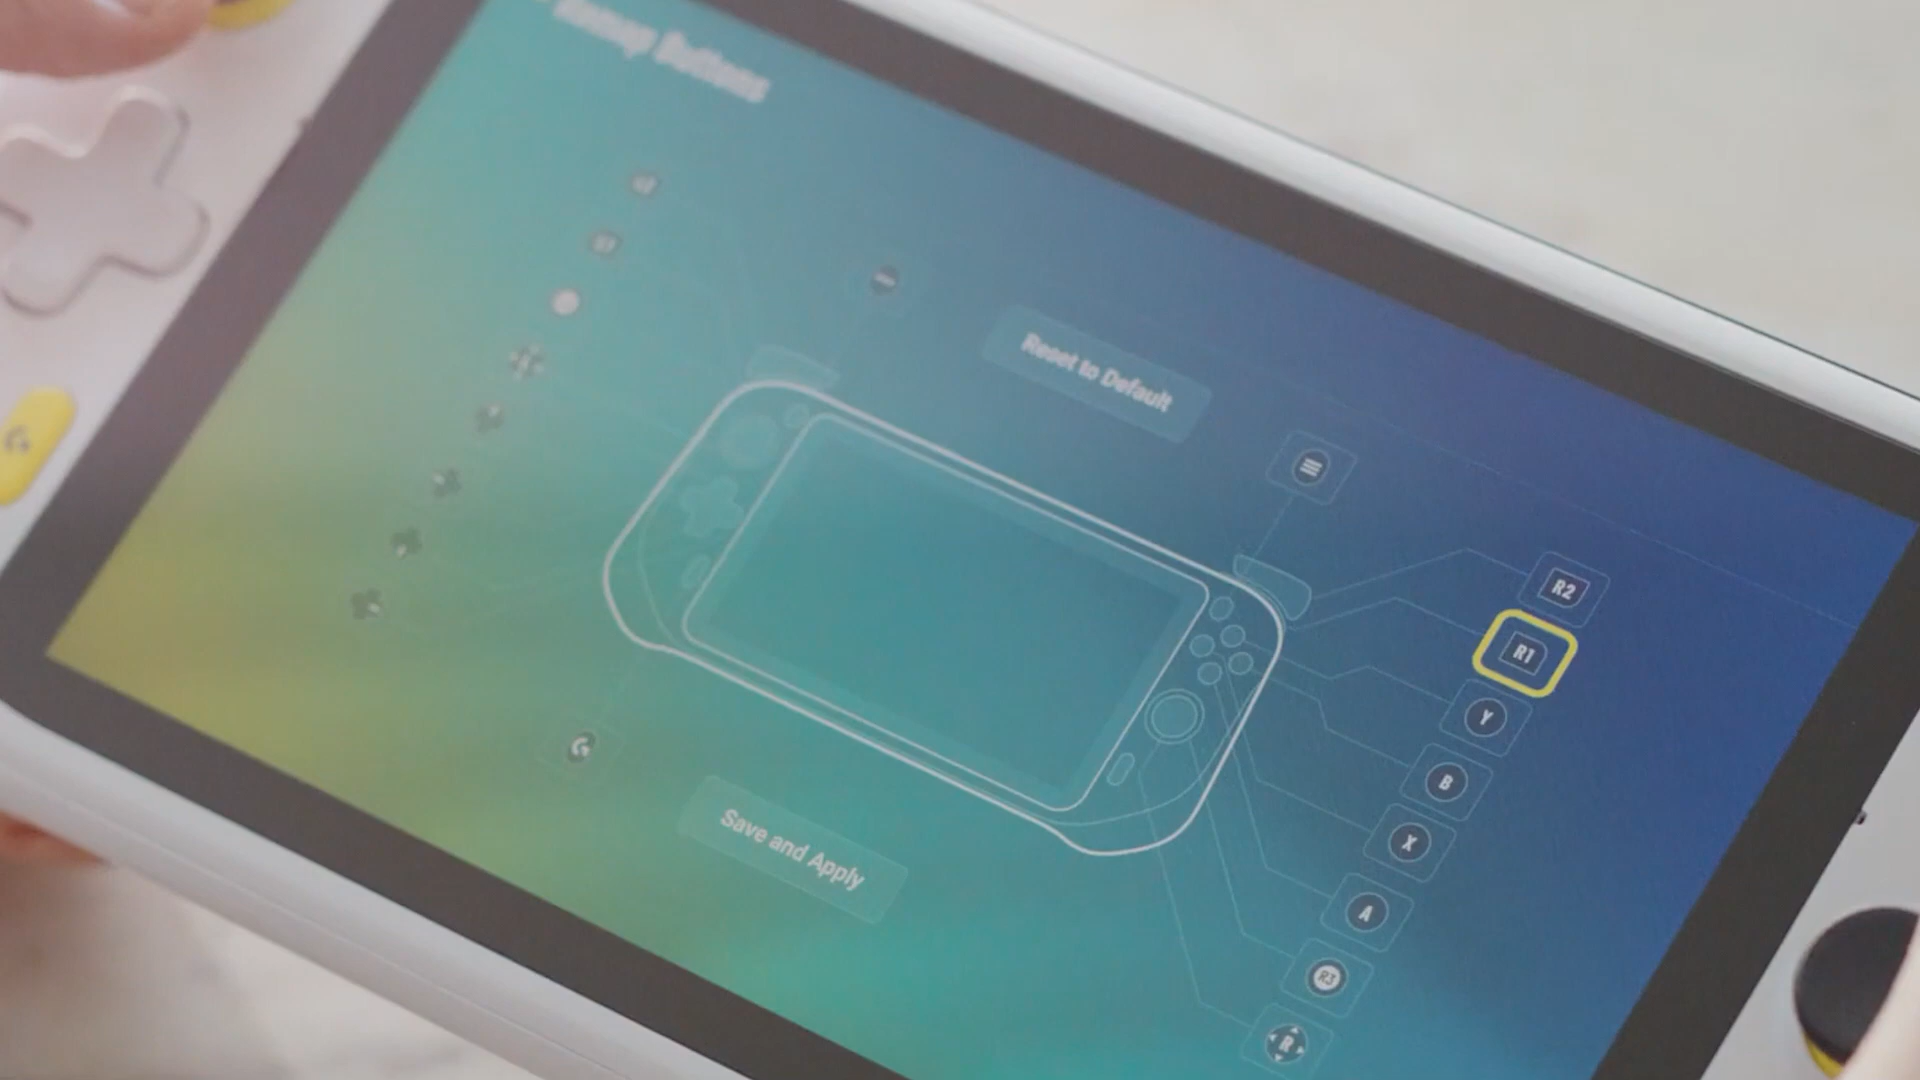 Remap Buttons
Reset to Default
R2
R1
Y
B
X
A
R3
R
Save and Apply